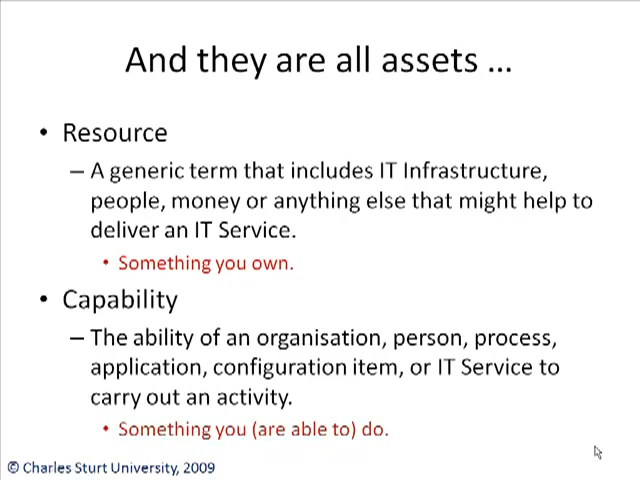 And they are all assets …
• Resource
– A generic term that includes IT Infrastructure,
people, money or anything else that might help to
deliver an IT Service.
• Something you own.
• Capability
– The ability of an organisation, person, process,
application, configuration item, or IT Service to
carry out an activity.
• Something you (are able to) do.
© Charles Sturt University, 2009